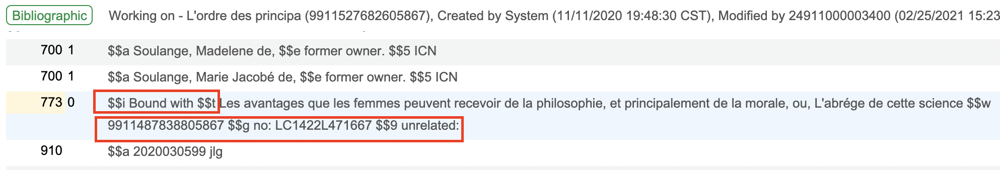 Bibliographic Working on - L'ordre des principa (9911527682605867), Created by System (11/11/2020 19:48:30 CST), Modified by 24911000003400 (02/25/2021 15:23
700 1 $$a Soulange, Madelene de, $$e former owner. $$5 ICN
700 1 $$a Soulange, Marie Jacobé de, $$e former owner. $$5 ICN
773 0 $$i Bound with $$t Les avantages que les femmes peuvent recevoir de la philosophie, et principalement de la morale, ou, L'abrége de cette science $$w
9911487838805867 $$g no: LC1422L471667 $$9 unrelated:
910 $$a 2020030599 jlg